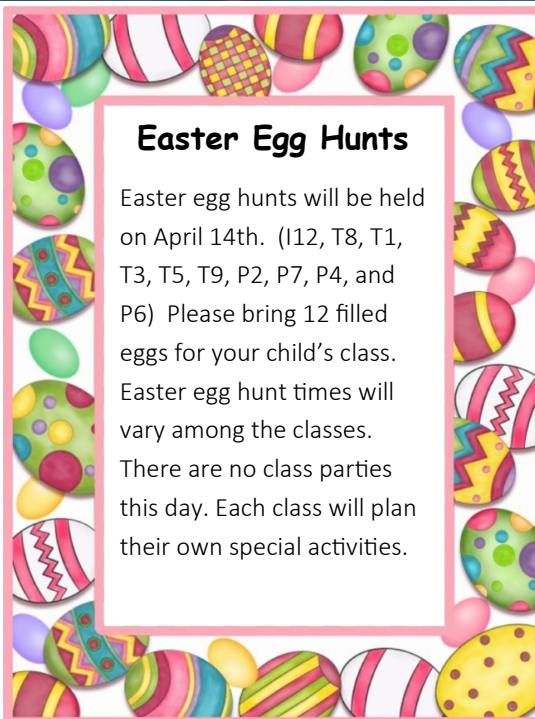 Easter Egg Hunts
Easter egg hunts will be held
on April 14th.  (I12, T8, T1,
T3, T5, T9, P2, P7, P4, and
P6)  Please bring 12 filled
eggs for your child’s class.
Easter egg hunt times will
vary among the classes.
There are no class parties
this day. Each class will plan
their own special activities.